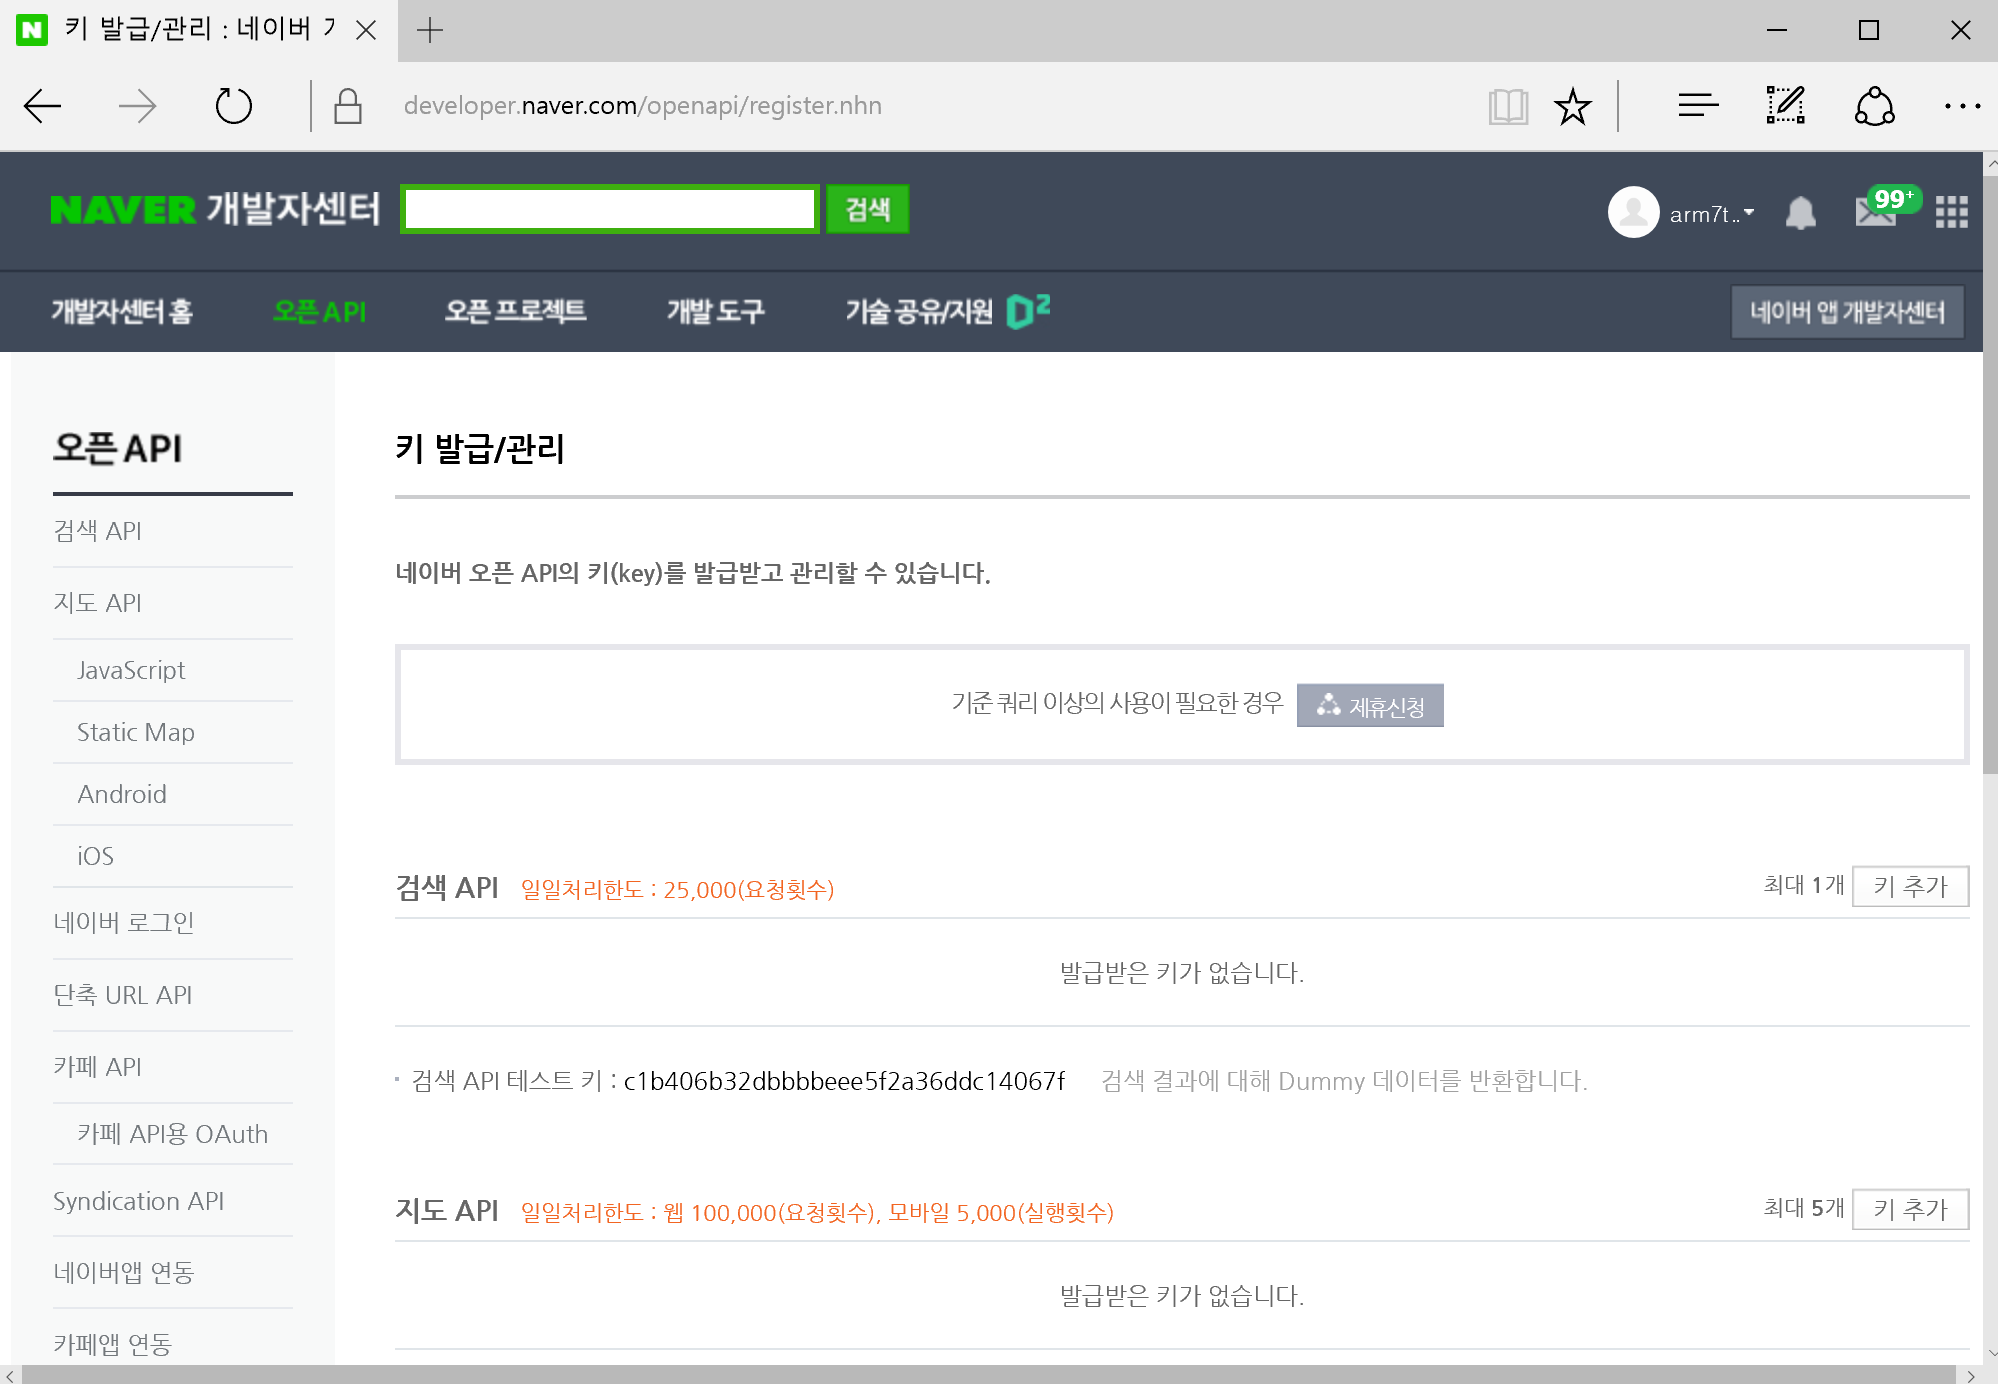 키 발급/관리 : 네이버 가
developer.naver.com/openapi/register.nhn
NAVER 개발자센터
검색
arm7t..
99+
개발자센터 홈
오픈 API
오픈 프로젝트
개발 도구
기술 공유/지원 D2
네이버 앱 개발자센터
오픈 API
검색 API
지도 API
JavaScript
Static Map
Android
iOS
네이버 로그인
단축 URL API
카페 API
카페 API용 OAuth
Syndication API
네이버앱 연동
카페앱 연동
키 발급/관리
네이버 오픈 API의 키(key)를 발급받고 관리할 수 있습니다.
기준 쿼리 이상의 사용이 필요한 경우 제휴신청
검색 API 일일처리한도 : 25,000(요청횟수) 최대 1개 키 추가
발급받은 키가 없습니다.
검색 API 테스트 키 : c1b406b32dbbbbeee5f2a36ddc14067f 검색 결과에 대해 Dummy 데이터를 반환합니다.
지도 API 일일처리한도 : 웹 100,000(요청횟수), 모바일 5,000(실행횟수) 최대 5개 키 추가
발급받은 키가 없습니다.